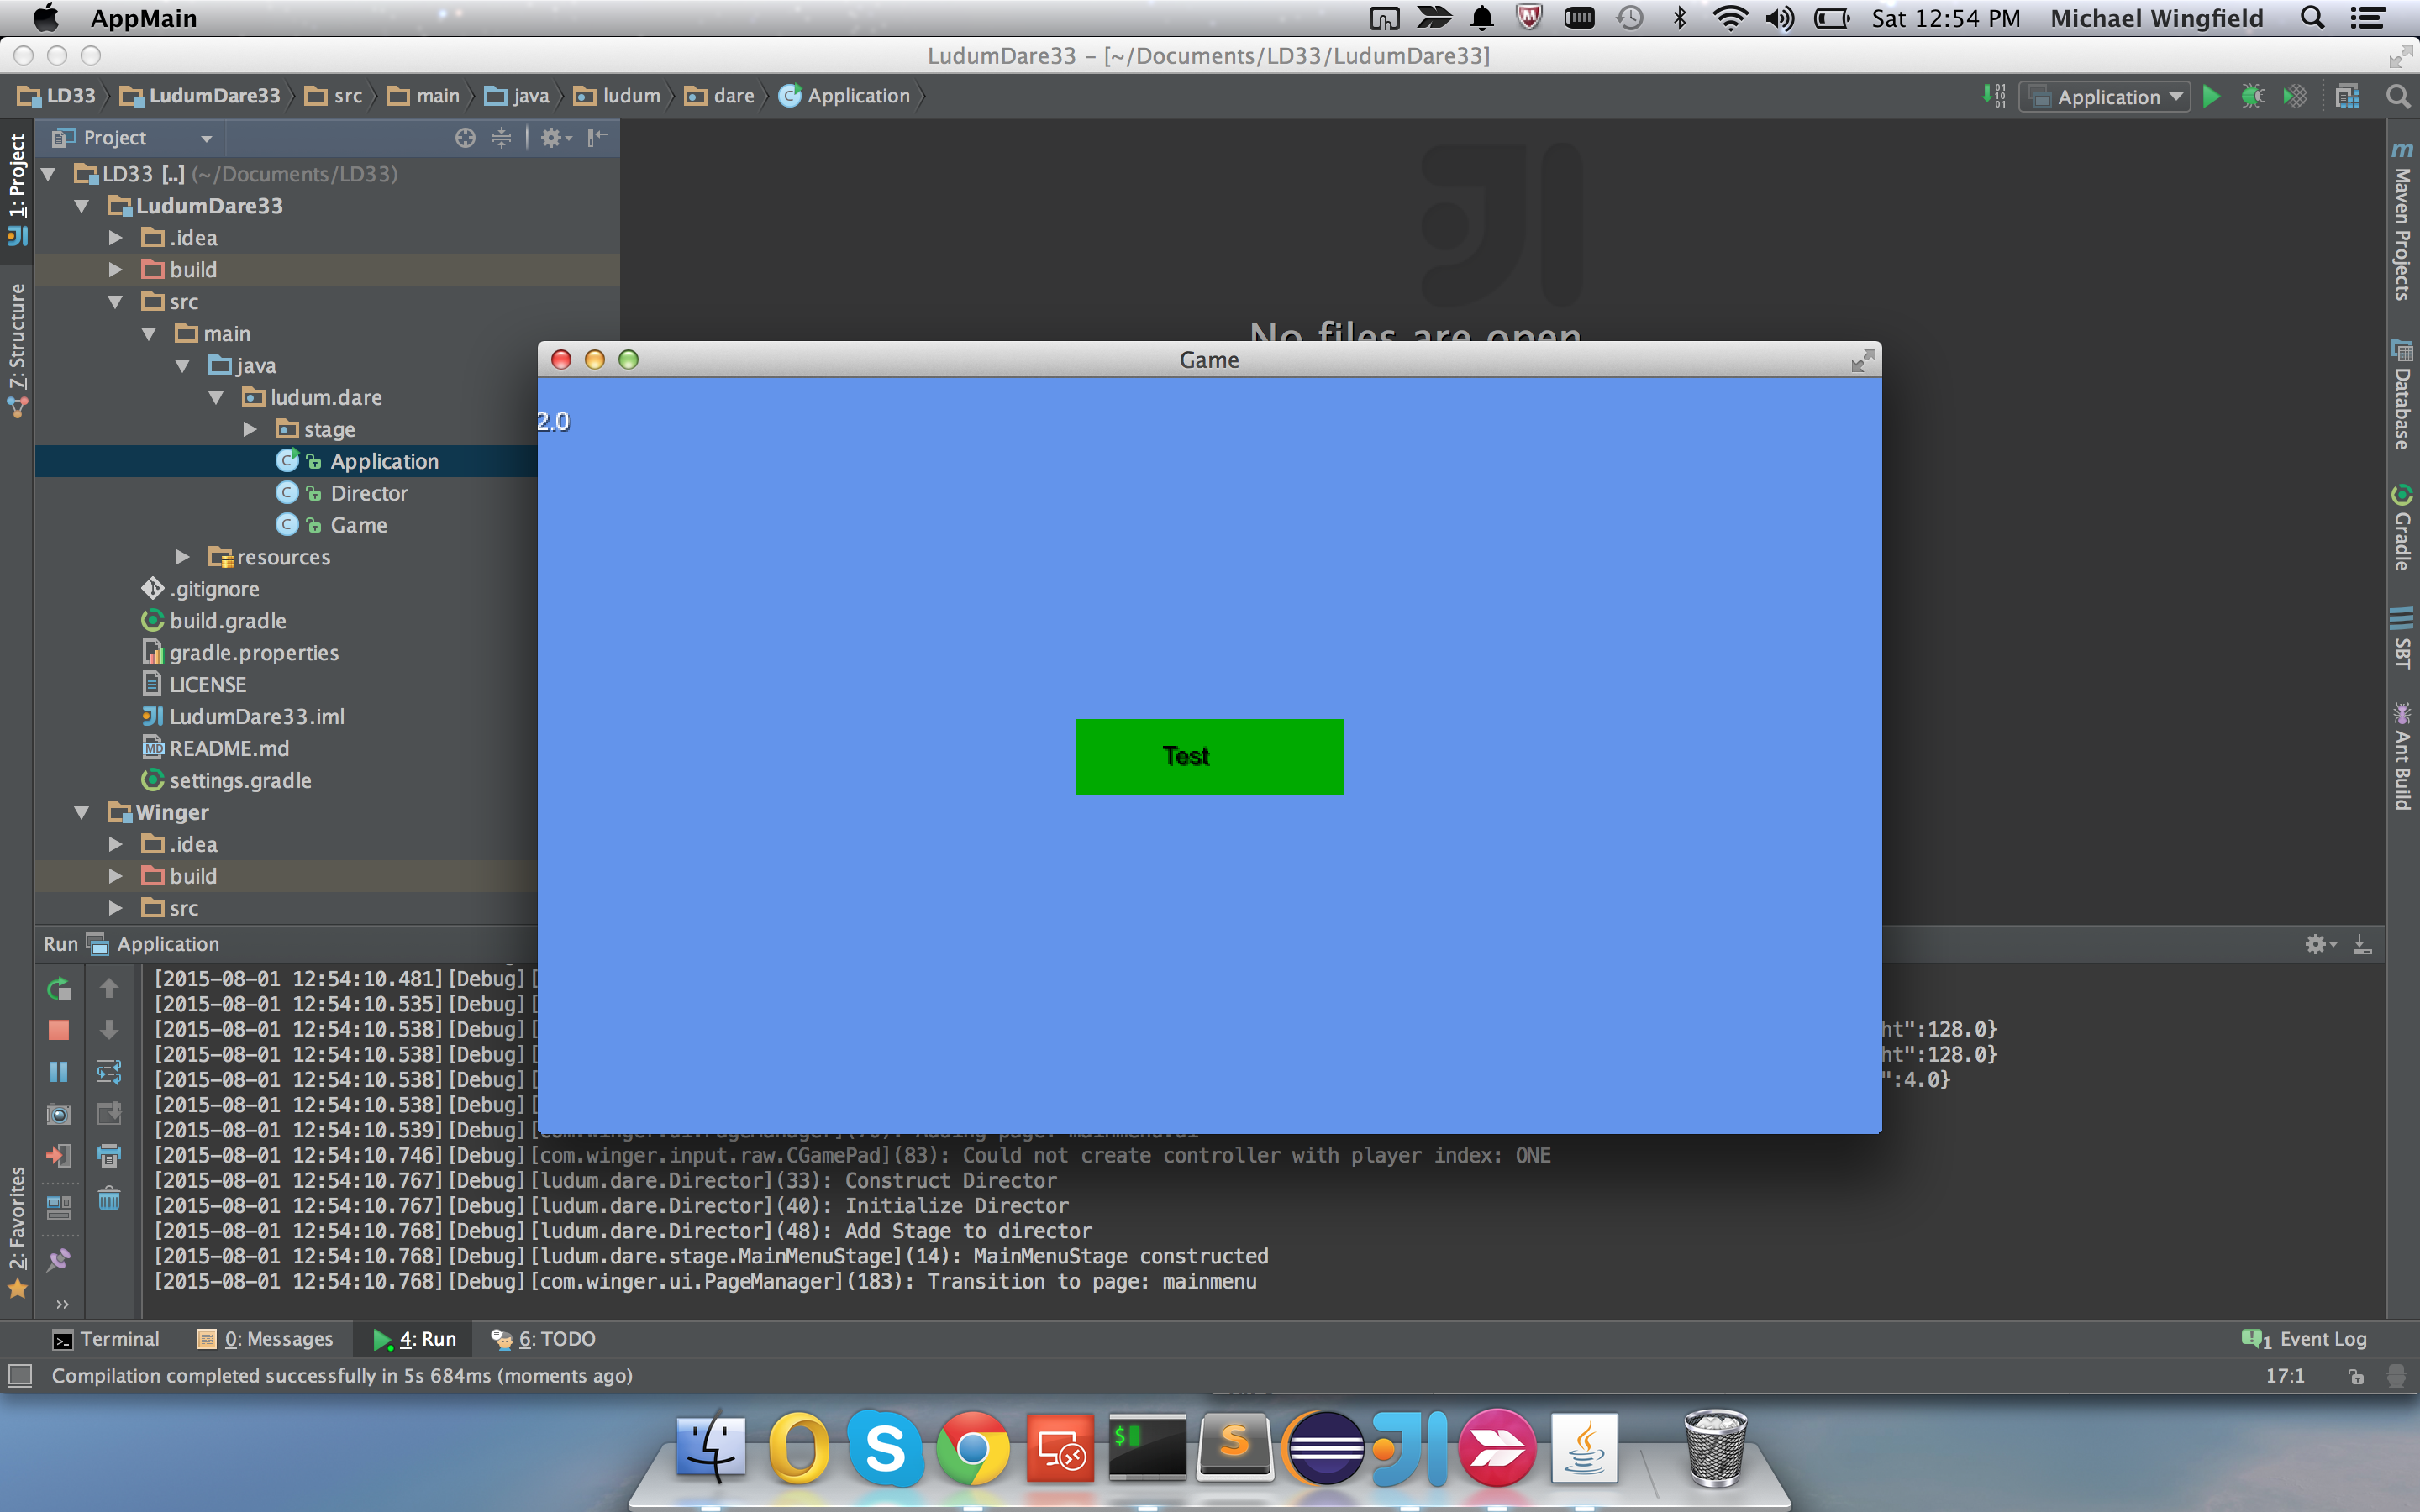 AppMain
Sat 12:54 PM
Michael Wingfield
LudumDare33 – [~/Documents/LD33/LudumDare33]
LD33
LudumDare33
src
main
java
ludum
dare
Application
Application
1: Project
7: Structure
2: Favorites
Project
LD33 [..] (~/Documents/LD33)
LudumDare33
.idea
build
src
main
java
ludum.dare
stage
Application
Director
Game
resources
.gitignore
build.gradle
gradle.properties
LICENSE
LudumDare33.iml
README.md
settings.gradle
Winger
.idea
build
src
No files are open
Game
2.0
Test
Maven Projects
Database
Gradle
SBT
Ant Build
Run Application
[2015-08-01 12:54:10.481][Debug][
[2015-08-01 12:54:10.535][Debug][
[2015-08-01 12:54:10.538][Debug][ht":128.0}
[2015-08-01 12:54:10.538][Debug][ht":128.0}
[2015-08-01 12:54:10.538][Debug][":4.0}
[2015-08-01 12:54:10.538][Debug][
[2015-08-01 12:54:10.539][Debug][com.winger.ui.PageManager](70): Adding page: mainmenu.ui
[2015-08-01 12:54:10.746][Debug][com.winger.input.raw.CGamePad](83): Could not create controller with player index: ONE
[2015-08-01 12:54:10.767][Debug][ludum.dare.Director](33): Construct Director
[2015-08-01 12:54:10.767][Debug][ludum.dare.Director](40): Initialize Director
[2015-08-01 12:54:10.768][Debug][ludum.dare.Director](48): Add Stage to director
[2015-08-01 12:54:10.768][Debug][ludum.dare.stage.MainMenuStage](14): MainMenuStage constructed
[2015-08-01 12:54:10.768][Debug][com.winger.ui.PageManager](183): Transition to page: mainmenu
Terminal
0: Messages
4: Run
6: TODO
1 Event Log
Compilation completed successfully in 5s 684ms (moments ago)
17:1